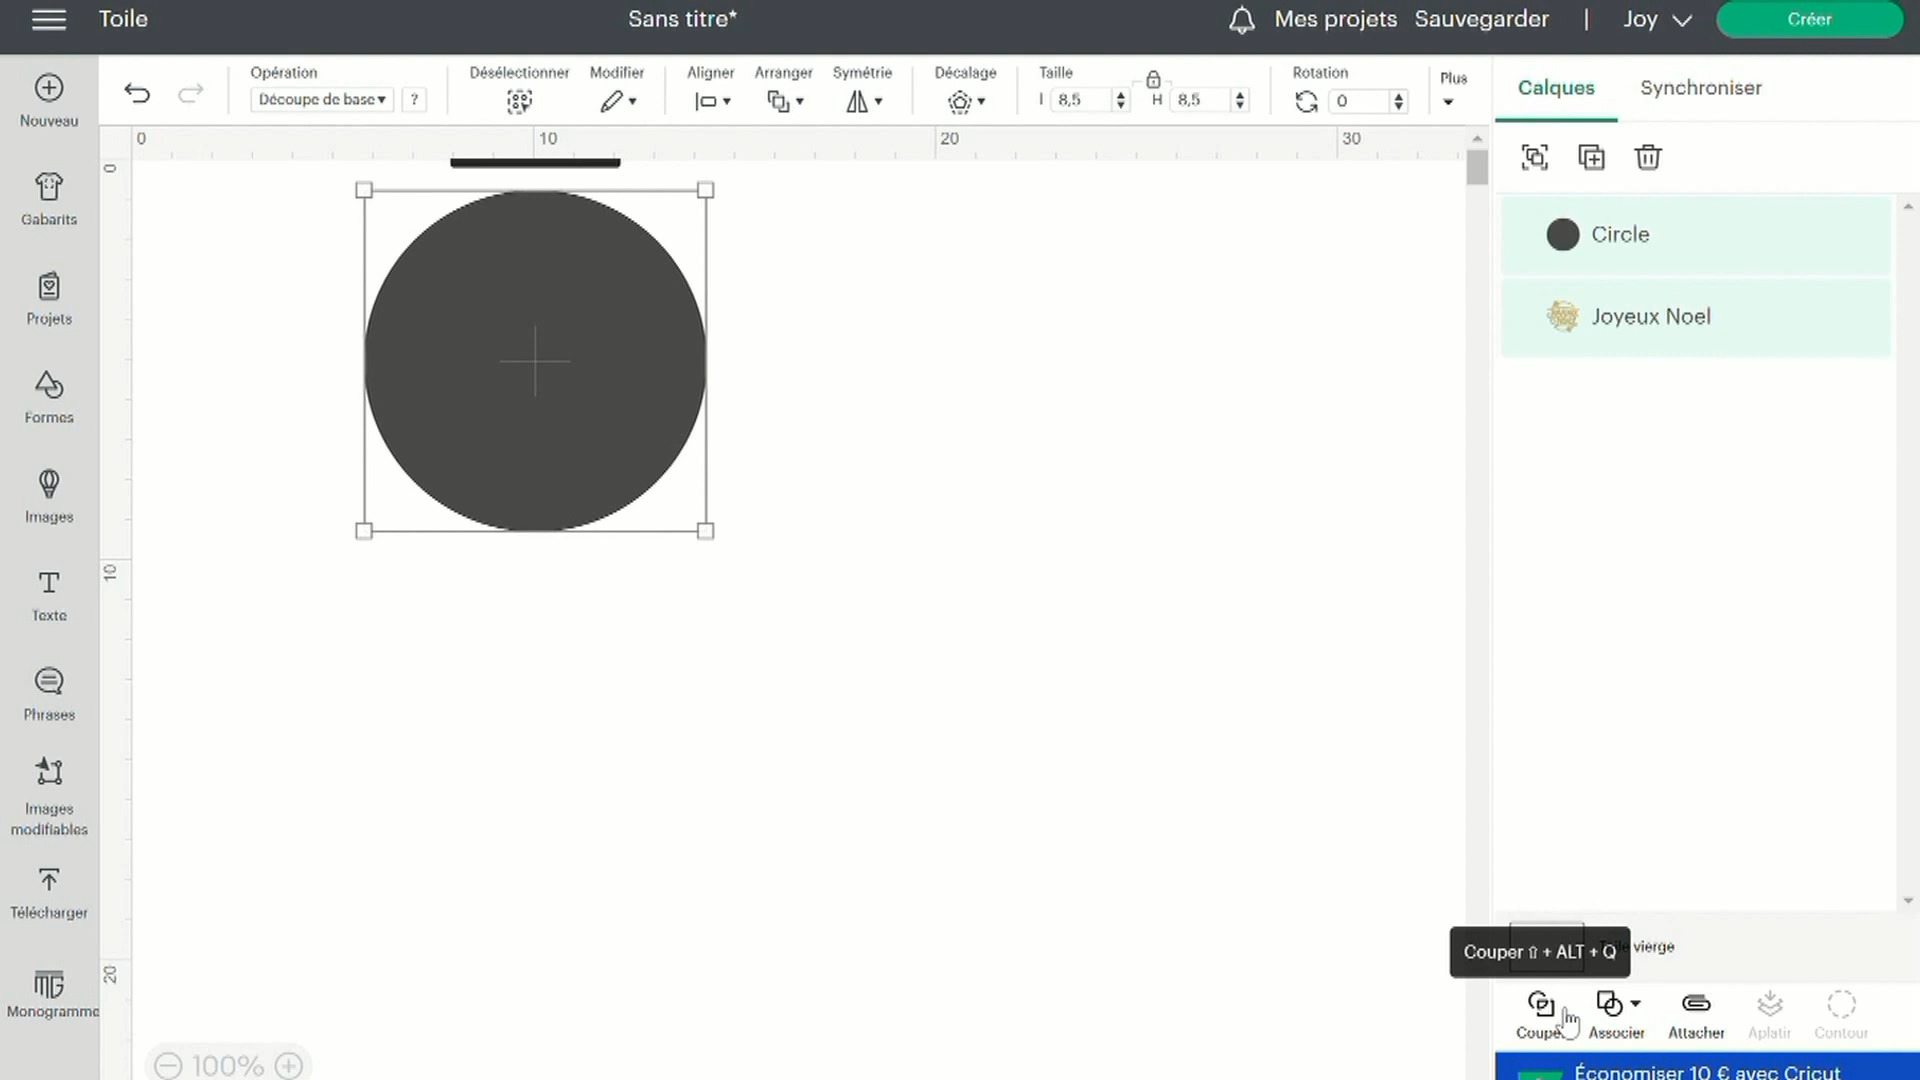 Toile
Sans titre*
Mes projets
Sauvegarder
|
Joy
Créer
Nouveau
Gabarits
Projets
Formes
Images
Texte
Phrases
Images
modifiables
Télécharger
Monogramme
Opération
Découpe de base
?
Désélectionner
Modifier
Aligner
Arranger
Symétrie
Décalage
Taille
l 8,5
H 8,5
Rotation
0
Plus
0
10
20
30
0
10
20
100%
Calques
Synchroniser
Circle
Joyeux Noel
vierge
Couper ⇧ + ALT + Q
Associer
Attacher
Aplatir
Contour
Économiser 10 € avec Cricut